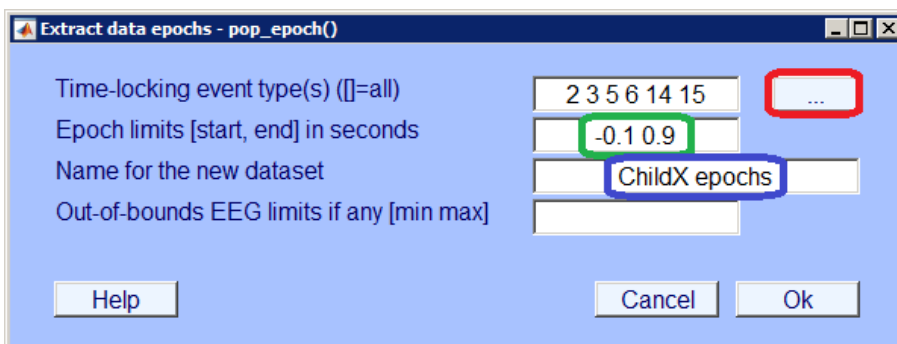 Extract data epochs - pop_epoch()
Time-locking event type(s) ([]=all) 2 3 5 6 14 15 ...
Epoch limits [start, end] in seconds -0.1 0.9
Name for the new dataset ChildX epochs
Out-of-bounds EEG limits if any [min max]
Help Cancel Ok